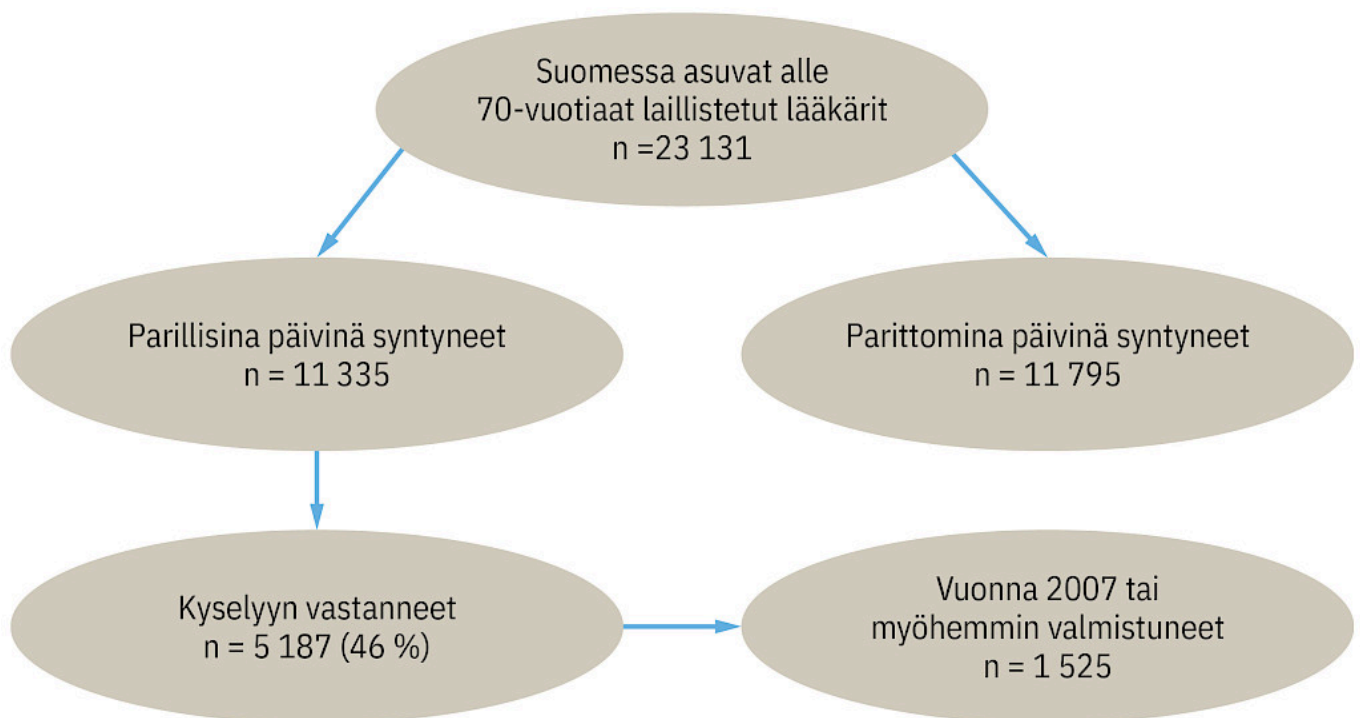 Suomessa asuvat alle
70-vuotiaat laillistetut lääkärit
n =23 131
Parillisina päivinä syntyneet
n = 11 335
Parittomina päivinä syntyneet
n = 11 795
Kyselyyn vastanneet
n = 5 187 (46 %)
Vuonna 2007 tai
myöhemmin valmistuneet
n = 1 525